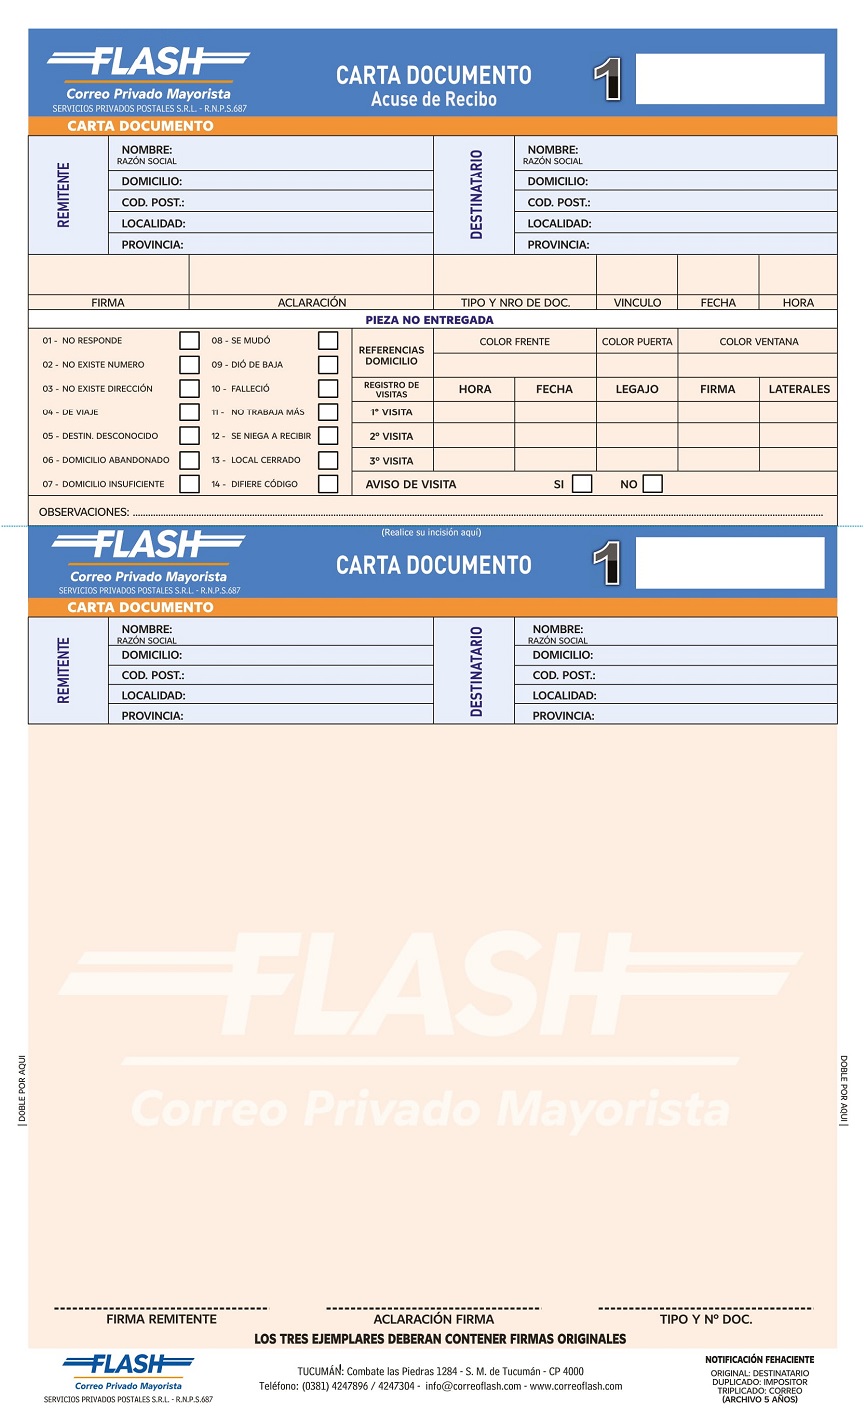 FLASH
Correo Privado Mayorista
SERVICIOS PRIVADOS POSTALES S.R.L. - R.N.P.S.687
CARTA DOCUMENTO
Acuse de Recibo
1
CARTA DOCUMENTO
REMITENTE
NOMBRE:
RAZÓN SOCIAL
DOMICILIO:
COD. POST.:
LOCALIDAD:
PROVINCIA:
DESTINATARIO
NOMBRE:
RAZÓN SOCIAL
DOMICILIO:
COD. POST.:
LOCALIDAD:
PROVINCIA:
FIRMA ACLARACIÓN TIPO Y NRO DE DOC. VINCULO FECHA HORA
PIEZA NO ENTREGADA
01 - NO RESPONDE
02 - NO EXISTE NUMERO
03 - NO EXISTE DIRECCIÓN
04 - DE VIAJE
05 - DESTIN. DESCONOCIDO
06 - DOMICILIO ABANDONADO
07 - DOMICILIO INSUFICIENTE
08 - SE MUDÓ
09 - DIÓ DE BAJA
10 - FALLECIÓ
11 - NO TRABAJA MÁS
12 - SE NIEGA A RECIBIR
13 - LOCAL CERRADO
14 - DIFIERE CÓDIGO
REFERENCIAS
DOMICILIO
COLOR FRENTE COLOR PUERTA COLOR VENTANA
REGISTRO DE
VISITAS
HORA FECHA LEGAJO FIRMA LATERALES
1º VISITA
2º VISITA
3º VISITA
AVISO DE VISITA SI NO
OBSERVACIONES:
(Realice su incisión aquí)
FLASH
Correo Privado Mayorista
SERVICIOS PRIVADOS POSTALES S.R.L. - R.N.P.S.687
CARTA DOCUMENTO
1
CARTA DOCUMENTO
REMITENTE
NOMBRE:
RAZÓN SOCIAL
DOMICILIO:
COD. POST.:
LOCALIDAD:
PROVINCIA:
DESTINATARIO
NOMBRE:
RAZÓN SOCIAL
DOMICILIO:
COD. POST.:
LOCALIDAD:
PROVINCIA:
FLASH
Correo Privado Mayorista
DOBLE POR AQUI
DOBLE POR AQUI
FIRMA REMITENTE ACLARACIÓN FIRMA TIPO Y Nº DOC.
LOS TRES EJEMPLARES DEBERAN CONTENER FIRMAS ORIGINALES
FLASH
Correo Privado Mayorista
SERVICIOS PRIVADOS POSTALES S.R.L. - R.N.P.S.687
TUCUMÁN: Combate las Piedras 1284 - S. M. de Tucumán - CP 4000
Teléfono: (0381) 4247896 / 4247304 - info@correoflash.com - www.correoflash.com
NOTIFICACIÓN FEHACIENTE
ORIGINAL: DESTINATARIO
DUPLICADO: IMPOSITOR
TRIPLICADO: CORREO
(ARCHIVO 5 AÑOS)